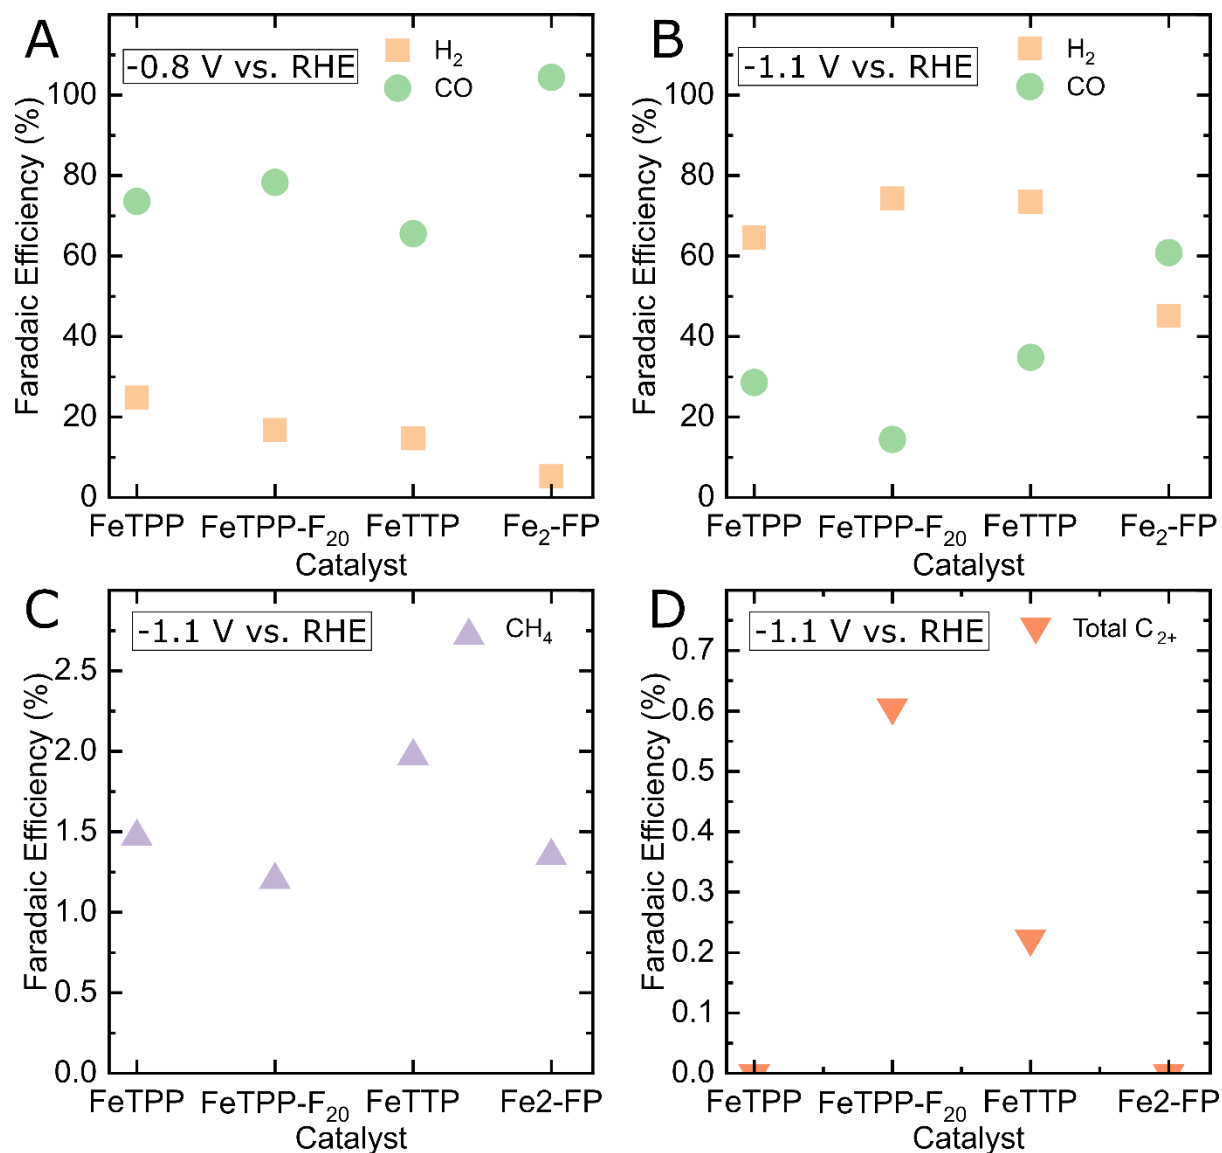 A
-0.8 V vs. RHE
H2
CO
Faradaic Efficiency (%)
100
80
60
40
20
0
FeTPP
FeTPP-F20
FeTTP
Fe2-FP
Catalyst
B
-1.1 V vs. RHE
H2
CO
Faradaic Efficiency (%)
100
80
60
40
20
0
FeTPP
FeTPP-F20
FeTTP
Fe2-FP
Catalyst
C
-1.1 V vs. RHE
CH4
Faradaic Efficiency (%)
2.5
2.0
1.5
1.0
0.5
0.0
FeTPP
FeTPP-F20
FeTTP
Fe2-FP
Catalyst
D
-1.1 V vs. RHE
Total C2+
Faradaic Efficiency (%)
0.7
0.6
0.5
0.4
0.3
0.2
0.1
0.0
FeTPP
FeTPP-F20
FeTTP
Fe2-FP
Catalyst